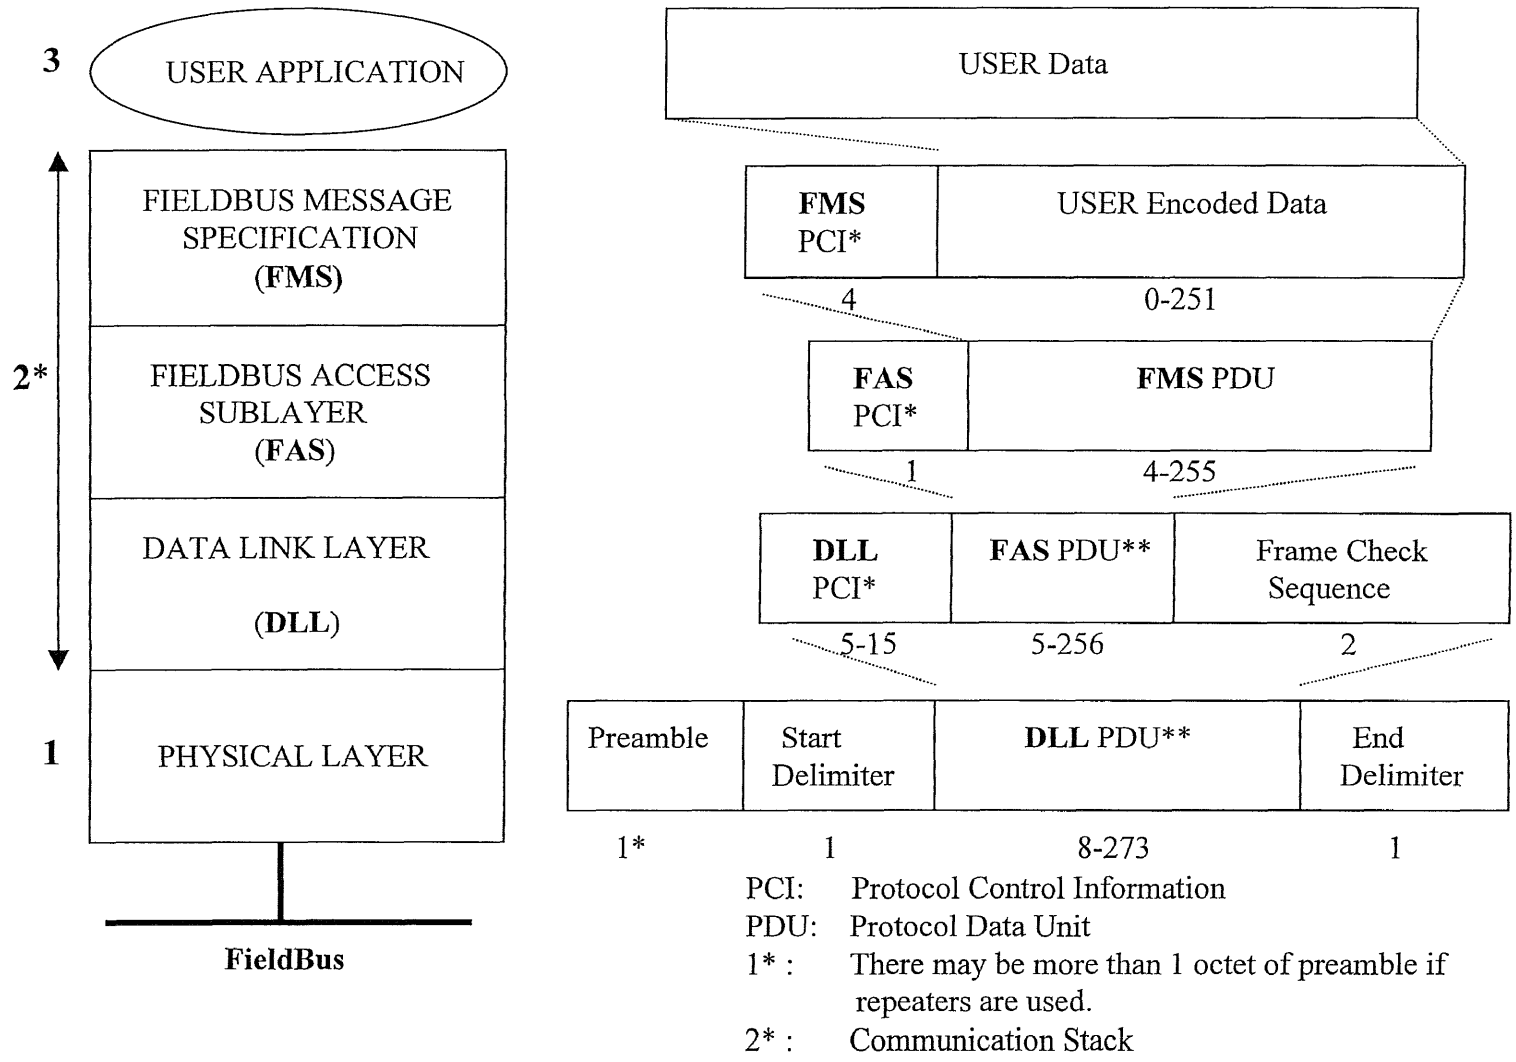 3
USER APPLICATION
FIELDBUS MESSAGE
SPECIFICATION
(FMS)
2*
FIELDBUS ACCESS
SUBLAYER
(FAS)
DATA LINK LAYER
(DLL)
1
PHYSICAL LAYER
FieldBus
USER Data
FMS
PCI*
USER Encoded Data
4
0-251
FAS
PCI*
FMS PDU
1
4-255
DLL
PCI*
FAS PDU**
Frame Check
Sequence
5-15
5-256
2
Preamble
Start
Delimiter
DLL PDU**
End
Delimiter
1*
1
8-273
1
PCI: Protocol Control Information
PDU: Protocol Data Unit
1* : There may be more than 1 octet of preamble if
repeaters are used.
2* : Communication Stack